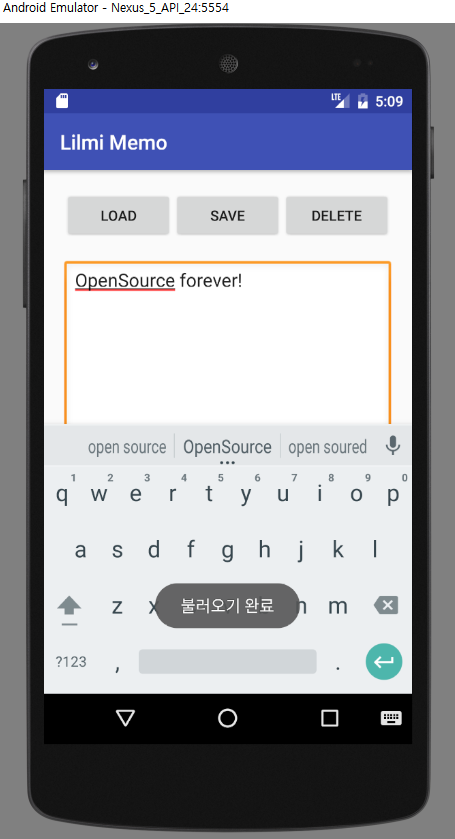 Android Emulator - Nexus_5_API_24:5554
LTE 5:09
Lilmi Memo
LOAD SAVE DELETE
OpenSource forever!
open source OpenSource open soured
1 2 3 4 5 6 7 8 9 0
q w e r t y u i o p
a s d f g h j k l
z x n m
불러오기 완료
?123 , .